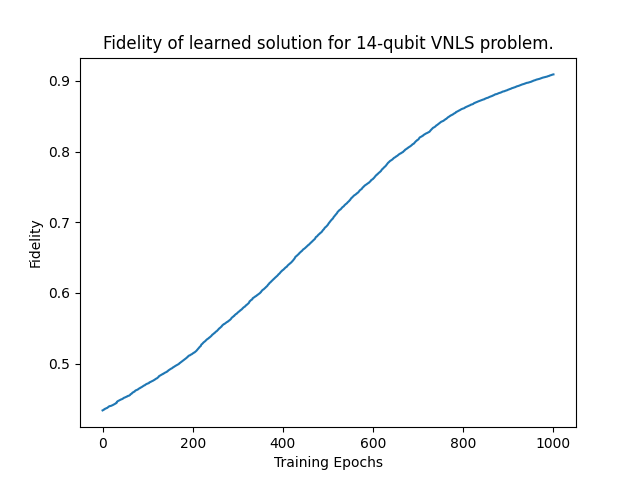 Fidelity of learned solution for 14-qubit VNLS problem.
0.9
0.8
0.7
0.6
0.5
Fidelity
0 200 400 600 800 1000
Training Epochs